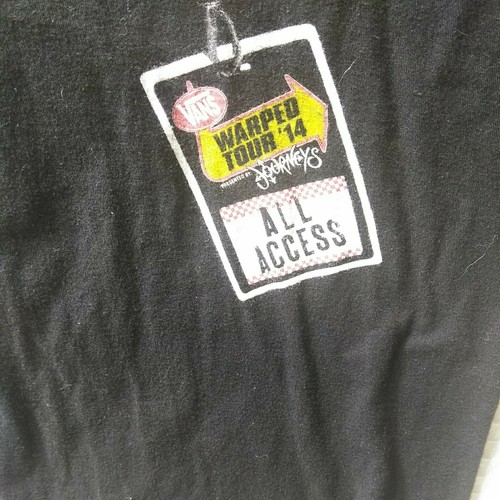 VANS
WARPED
TOUR '14
PRESENTED BY JOURNEYS
ALL
ACCESS